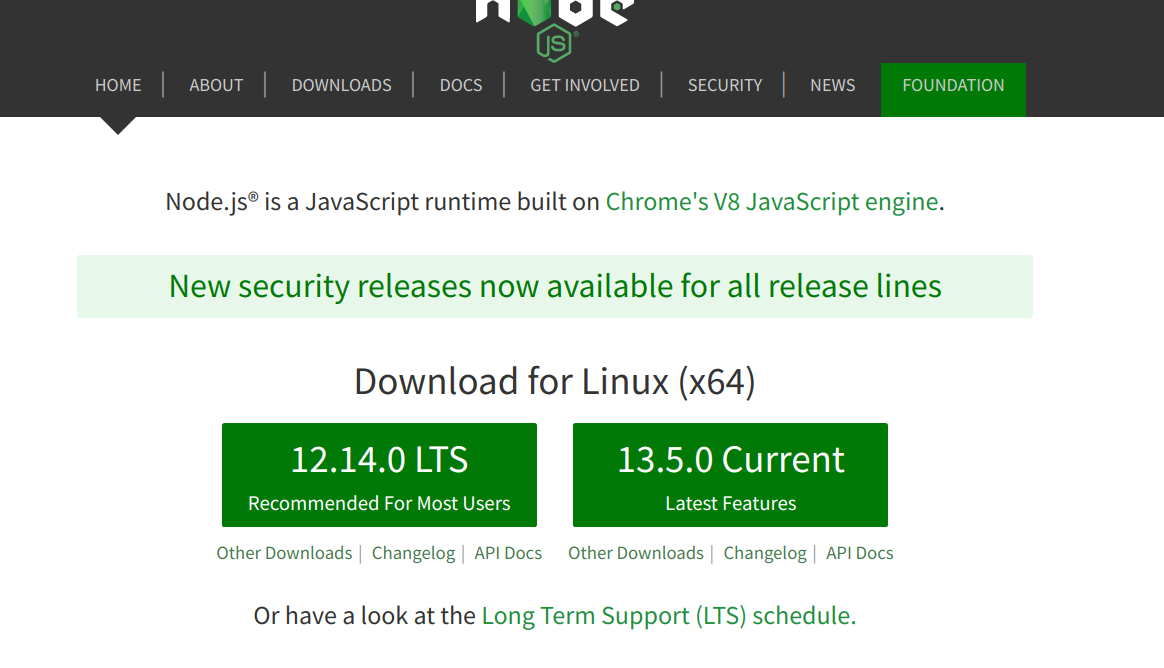 node
JS®
HOME | ABOUT | DOWNLOADS | DOCS | GET INVOLVED | SECURITY | NEWS FOUNDATION
Node.js® is a JavaScript runtime built on Chrome's V8 JavaScript engine.
New security releases now available for all release lines
Download for Linux (x64)
12.14.0 LTS 13.5.0 Current
Recommended For Most Users Latest Features
Other Downloads | Changelog | API Docs Other Downloads | Changelog | API Docs
Or have a look at the Long Term Support (LTS) schedule.